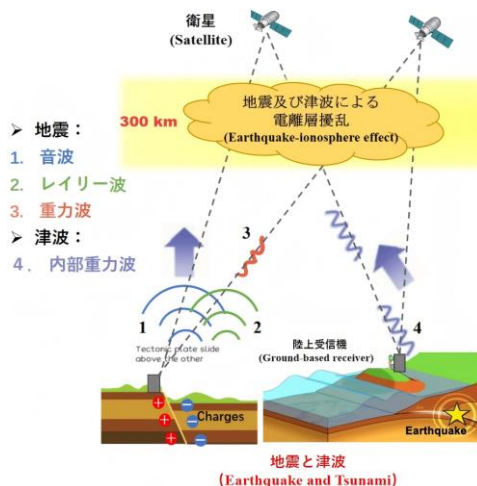 衛星
(Satellite)
地震及び津波による
電離層擾乱
(Earthquake-ionosphere effect)
300 km
➢ 地震：
1. 音波
2. レイリー波
3. 重力波
➢ 津波：
4． 内部重力波
3
1
2
4
Tectonic plate slide
above the other
陸上受信機
(Ground-based receiver)
Charges
Earthquake
地震と津波
(Earthquake and Tsunami)